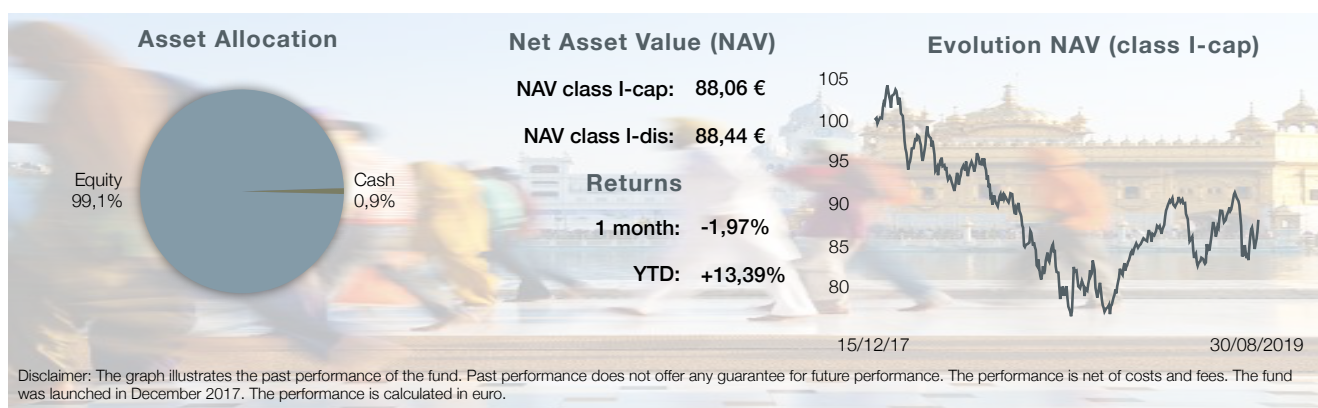 Asset Allocation
Equity
99,1%
Cash
0,9%
Net Asset Value (NAV)
NAV class I-cap: 88,06 €
NAV class I-dis: 88,44 €
Returns
1 month: -1,97%
YTD: +13,39%
Evolution NAV (class I-cap)
105
100
95
90
85
80
15/12/17 30/08/2019
Disclaimer: The graph illustrates the past performance of the fund. Past performance does not offer any guarantee for future performance. The performance is net of costs and fees. The fund
was launched in December 2017. The performance is calculated in euro.